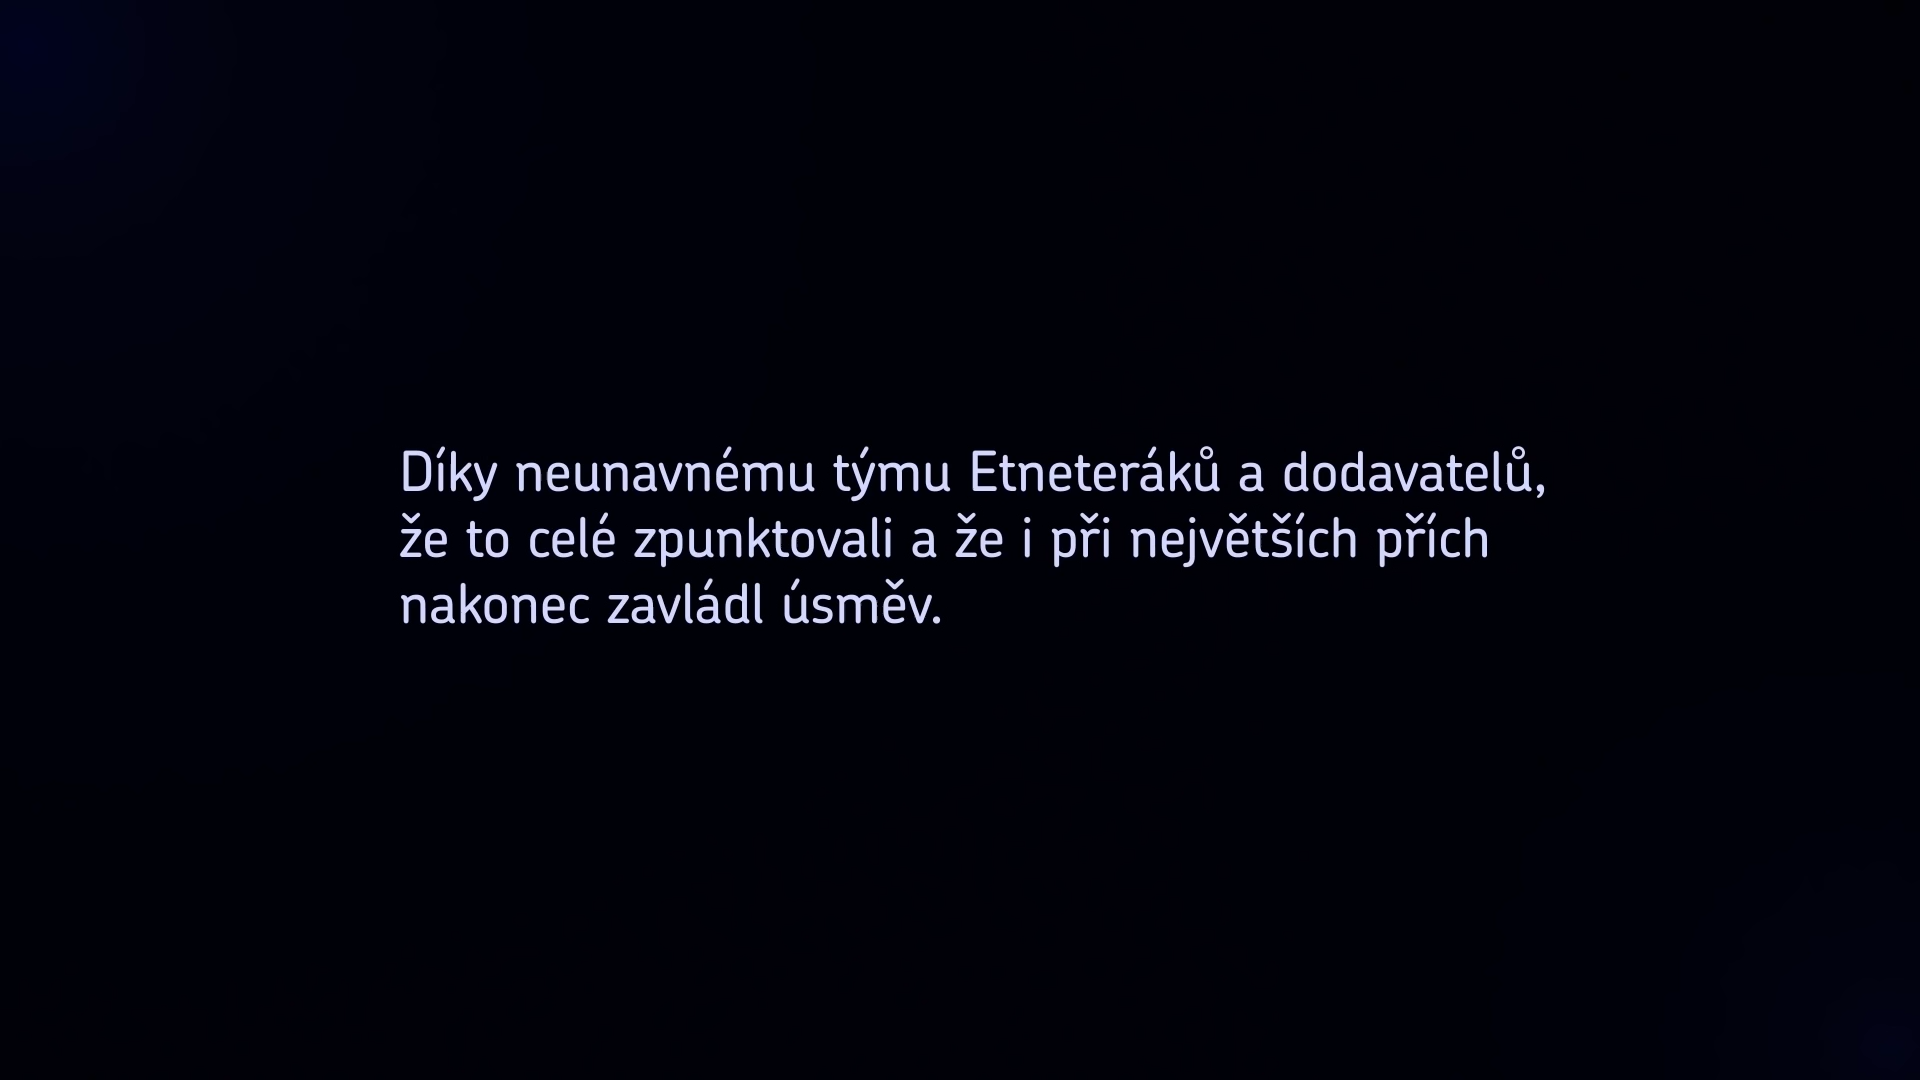 Díky neunavnému týmu Etneteráků a dodavatelů,
že to celé zpunktovali a že i při největších přích
nakonec zavládl úsměv.